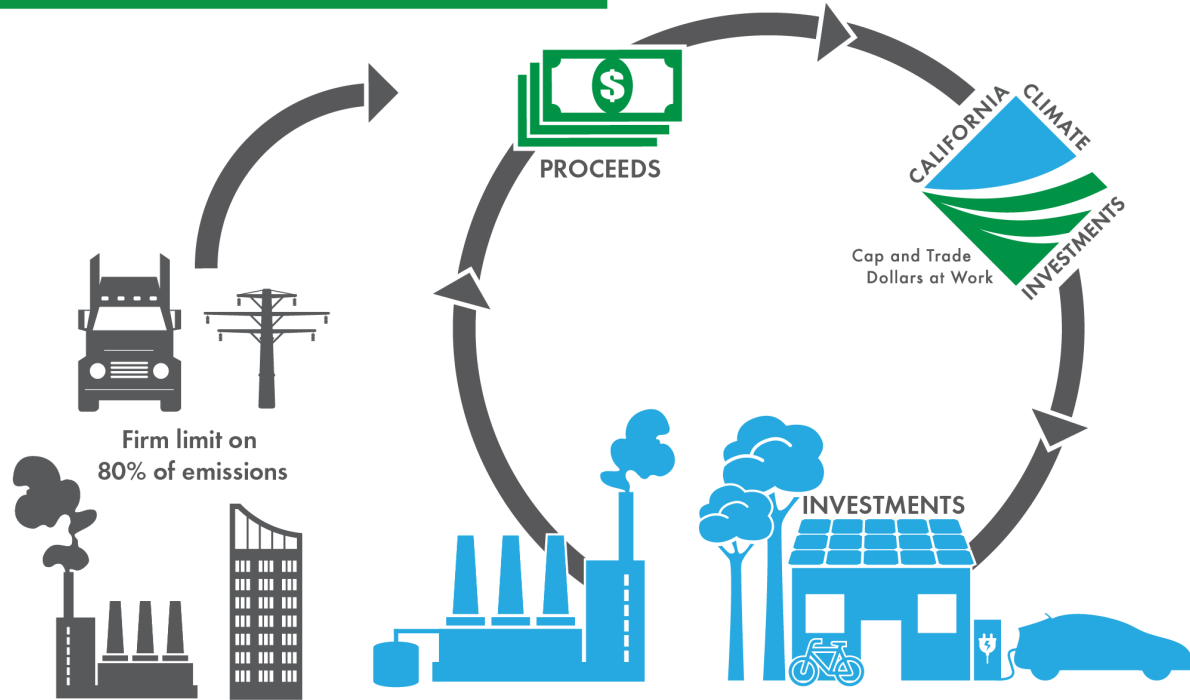 $
PROCEEDS
CALIFORNIA
CLIMATE
INVESTMENTS
Cap and Trade
Dollars at Work
Firm limit on
80% of emissions
INVESTMENTS